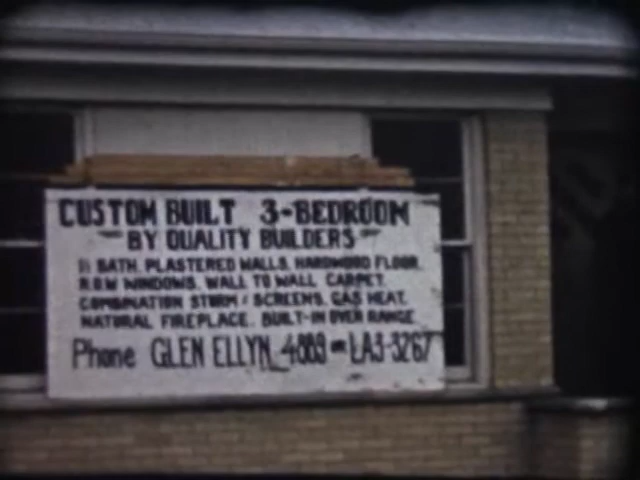 CUSTOM BUILT 3-BEDROOM
BY QUALITY BUILDERS
BATH. PLASTERED WALLS. HARDWOOD FLOOR.
ROW WINDOWS. WALL TO WALL CARPET.
COMBINATION STORM & SCREENS. GAS HEAT.
NATURAL FIREPLACE. BUILT-IN OVEN RANGE
Phone GLEN ELLYN - LA3-3267